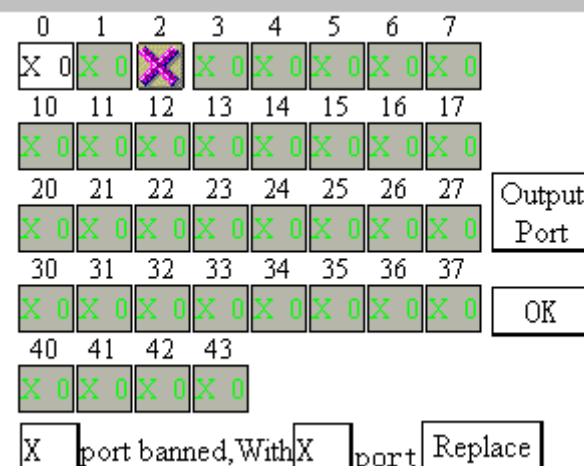 0 1 2 3 4 5 6 7
X 0 X 0 X 0 X 0 X 0 X 0 X 0
10 11 12 13 14 15 16 17
X 0 X 0 X 0 X 0 X 0 X 0 X 0 X 0
20 21 22 23 24 25 26 27
X 0 X 0 X 0 X 0 X 0 X 0 X 0 X 0
Output
Port
30 31 32 33 34 35 36 37
X 0 X 0 X 0 X 0 X 0 X 0 X 0 X 0
OK
40 41 42 43
X 0 X 0 X 0 X 0
X port banned,With X port Replace